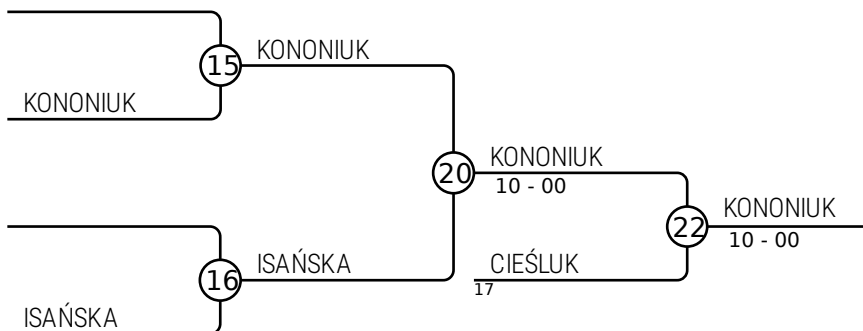 KONONIUK
15
KONONIUK
KONONIUK
20
10 - 00
KONONIUK
22
10 - 00
ISAŃSKA
16
CIEŚLUK
17
ISAŃSKA